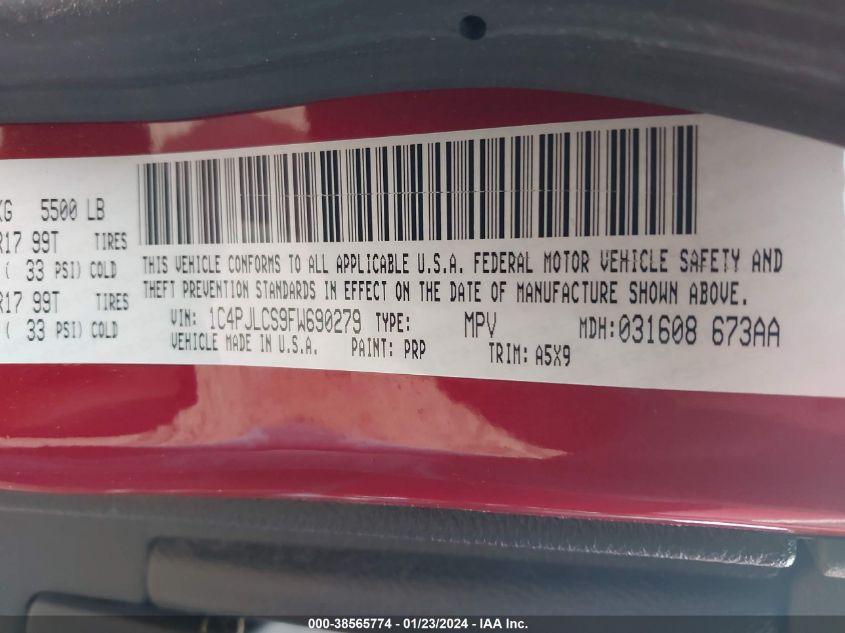 KG 5500 LB
R17 99T TIRES
( 33 PSI) COLD
R17 99T TIRES
( 33 PSI) COLD
THIS VEHICLE CONFORMS TO ALL APPLICABLE U.S.A. FEDERAL MOTOR VEHICLE SAFETY AND
THEFT PREVENTION STANDARDS IN EFFECT ON THE DATE OF MANUFACTURE SHOWN ABOVE.
VIN: 1C4PJLCS9FW690279 TYPE: MPV MDH:031608 673AA
VEHICLE MADE IN U.S.A. PAINT: PRP TRIM: A5X9
000-38565774 / 01/23/2024 - IAA Inc.